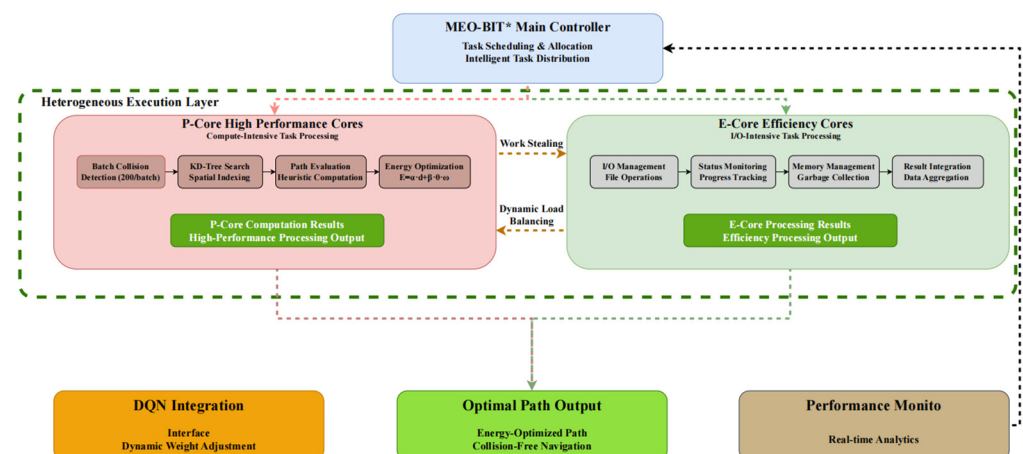 MEO-BIT* Main Controller
Task Scheduling & Allocation
Intelligent Task Distribution
Heterogeneous Execution Layer
P-Core High Performance Cores
Compute-Intensive Task Processing
Batch Collision
Detection (200/batch)
KD-Tree Search
Spatial Indexing
Path Evaluation
Heuristic Computation
Energy Optimization
E=α·d+β·θ·ω
P-Core Computation Results
High-Performance Processing Output
Work Stealing
Dynamic Load
Balancing
E-Core Efficiency Cores
I/O-Intensive Task Processing
I/O Management
File Operations
Status Monitoring
Progress Tracking
Memory Management
Garbage Collection
Result Integration
Data Aggregation
E-Core Processing Results
Efficiency Processing Output
DQN Integration
Interface
Dynamic Weight Adjustment
Optimal Path Output
Energy-Optimized Path
Collision-Free Navigation
Performance Monito
Real-time Analytics